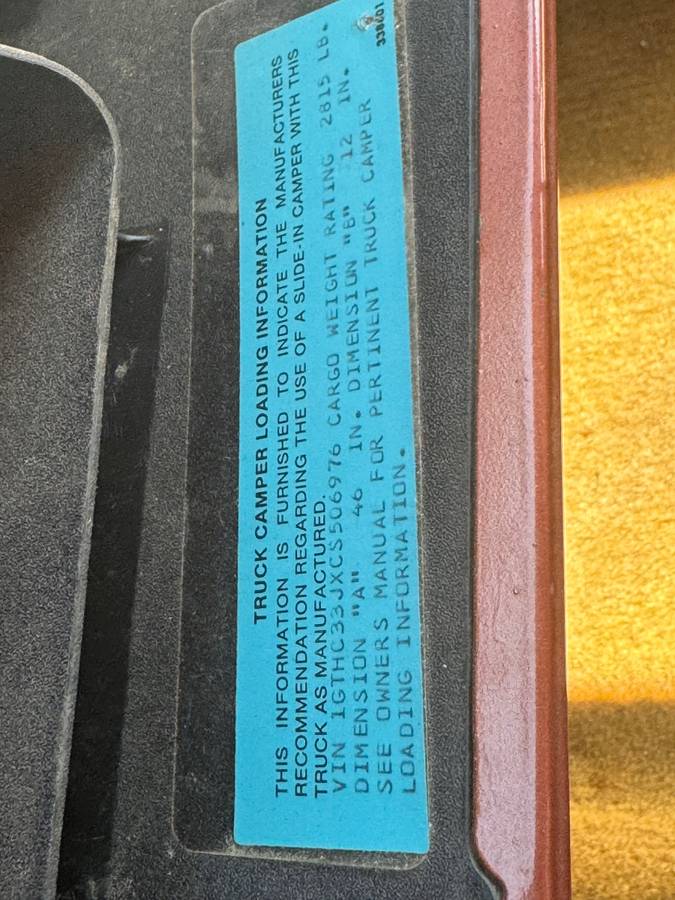 TRUCK CAMPER LOADING INFORMATION
THIS INFORMATION IS FURNISHED TO INDICATE THE MANUFACTURERS
RECOMMENDATION REGARDING THE USE OF A SLIDE-IN CAMPER WITH THIS
TRUCK AS MANUFACTURED.
VIN 1GTHC33JXCS506976 CARGO WEIGHT RATING 2815 LB.
DIMENSION "A" 46 IN. DIMENSION "B" 12 IN.
SEE OWNERS MANUAL FOR PERTINENT TRUCK CAMPER
LOADING INFORMATION.
338401